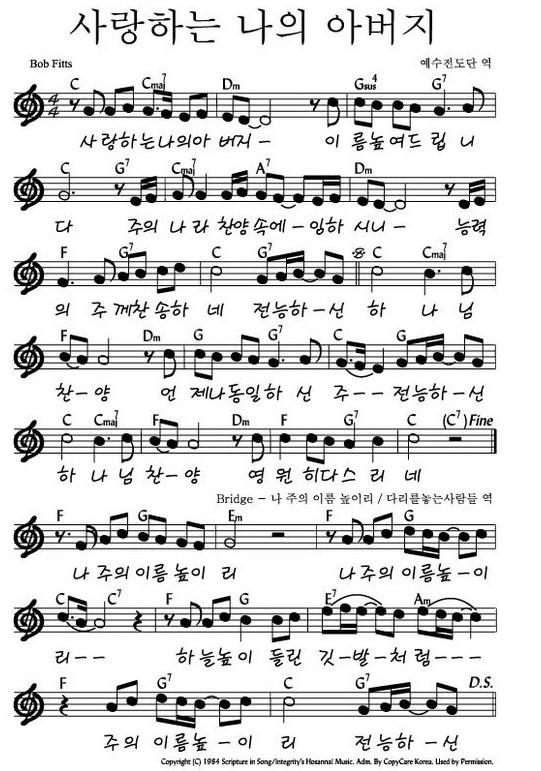 사랑하는 나의 아버지
Bob Fitts 예수전도단 역
C Cmaj7 Dm Gsus4 G7
사랑하는나의아 버지- 이 름높여드 립 니
C G7 Cmaj7 A7 Dm
다 주의 나 라 찬양 속에-임하 시니- 능력
F G7 C G7 C Cmaj7
의 주 께찬 송하 네 전능하-신 하 나 님
F Dm G G7 C G
찬-양 언 제나동일하 신 주-- 전능하-신
C Cmaj7 F Dm F G7 C (C7) Fine
하 나 님 찬-양 영 원 히다스 리 네
Bridge - 나 주의 이름 높이리 / 다리를놓는사람들 역
F G Em F G
나 주의 이름 높이 리 나 주의 이름높-이
C C7 F G E7 Am
리-- 하늘높이 들린 깃-발-처 럼---
F G C G7 D.S.
주의 이름높-이 리 전능하-신
Copyright (C) 1984 Scripture in Song/Integrity's Hosanna! Music. Adm. By CopyCare Korea. Used by Permission.